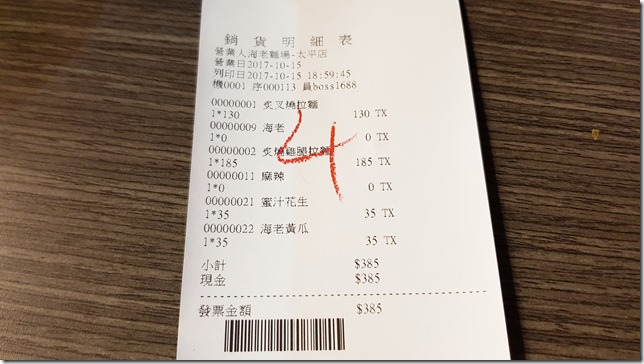 銷貨明細表
營業人海老麵場-太平店
營業日2017-10-15
列印日2017-10-15 18:59:45
機0001 序000113 員boss1688
00000001 炙叉燒拉麵
1*130 130 TX
00000009 海老
1*0 0 TX
00000002 炙燒雞腿拉麵
1*185 185 TX
00000011 麻辣
1*0 0 TX
00000021 蜜汁花生
1*35 35 TX
00000022 海老黃瓜
1*35 35 TX
4
小計 $385
現金 $385
發票金額 $385